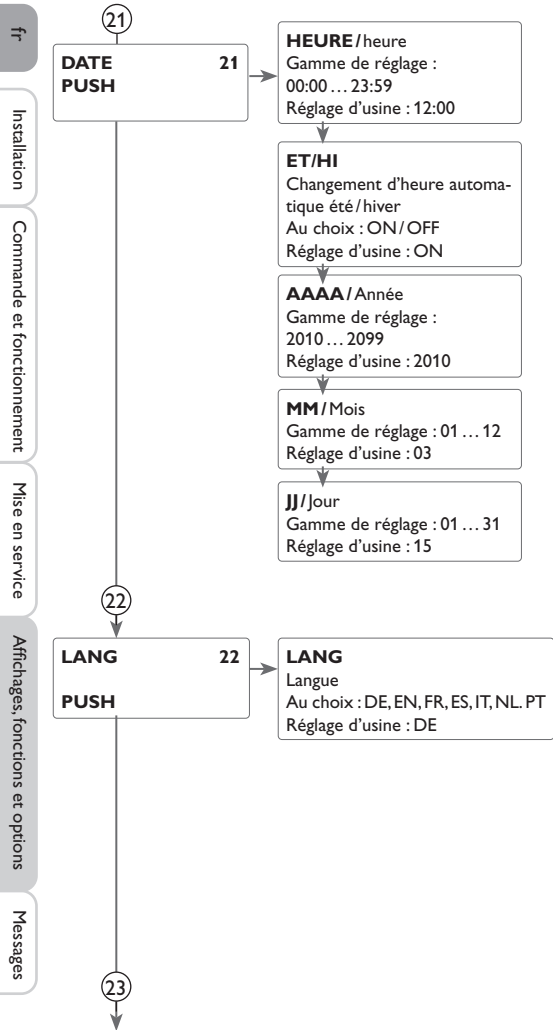 fr
Installation
Commande et fonctionnement
Mise en service
Affichages, fonctions et options
Messages
21
DATE 21
PUSH
HEURE/heure
Gamme de réglage :
00:00 … 23:59
Réglage d'usine : 12:00
ET/HI
Changement d'heure automa-
tique été/hiver
Au choix : ON/OFF
Réglage d'usine : ON
AAAA/Année
Gamme de réglage :
2010 … 2099
Réglage d'usine : 2010
MM/Mois
Gamme de réglage : 01 … 12
Réglage d'usine : 03
JJ/Jour
Gamme de réglage : 01 … 31
Réglage d'usine : 15
22
LANG 22
PUSH
LANG
Langue
Au choix : DE, EN, FR, ES, IT, NL. PT
Réglage d'usine : DE
23